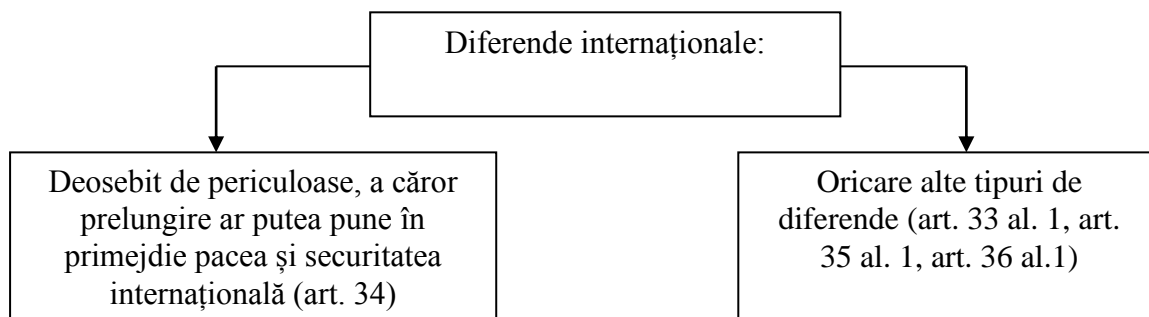 Diferende internaționale:
Deosebit de periculoase, a căror
prelungire ar putea pune în
primejdie pacea și securitatea
internațională (art. 34)
Oricare alte tipuri de
diferende (art. 33 al. 1, art.
35 al. 1, art. 36 al.1)